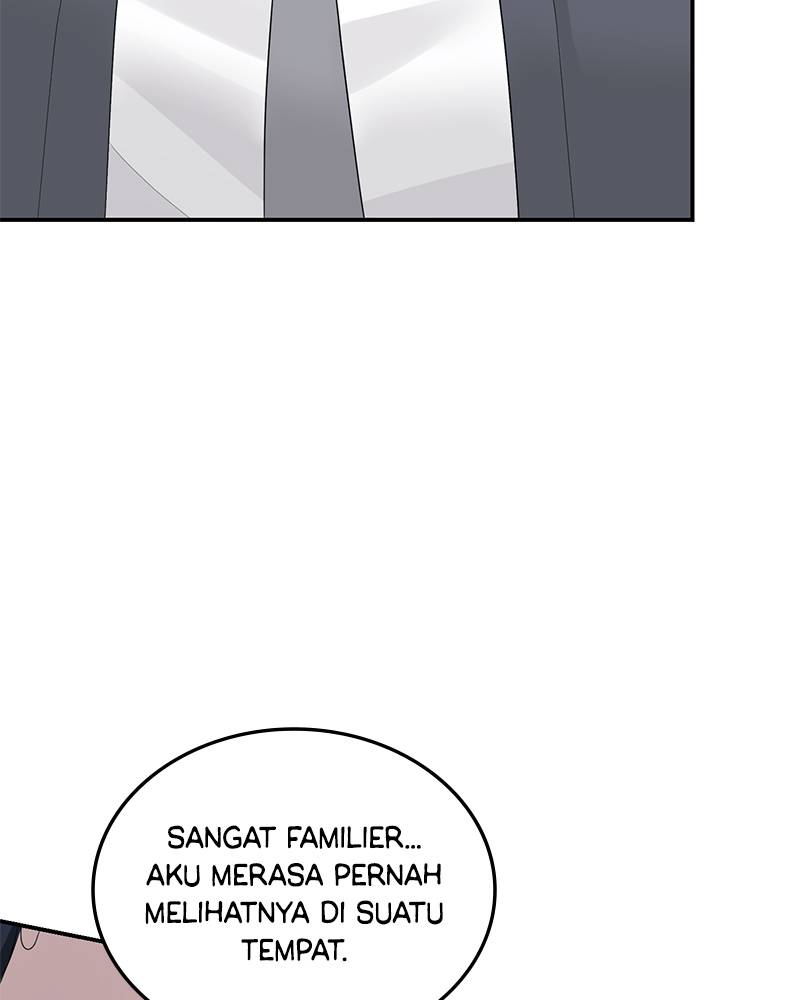 SANGAT FAMILIER...
AKU MERASA PERNAH
MELIHATNYA DI SUATU
TEMPAT.